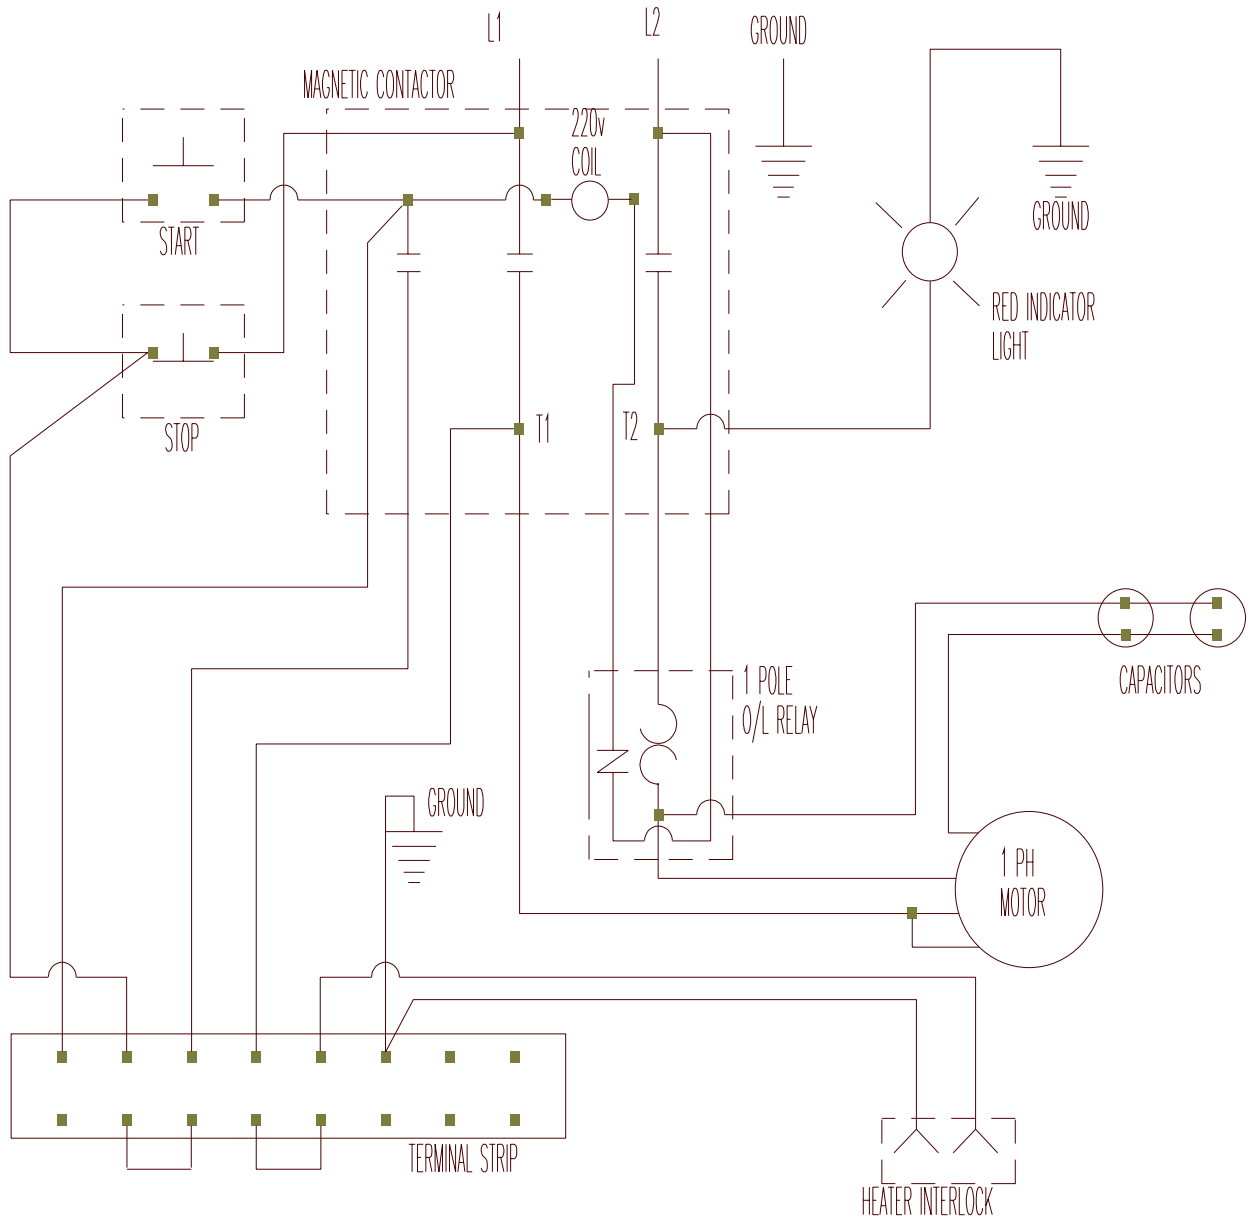 L1
L2
GROUND
MAGNETIC CONTACTOR
220v
COIL
START
GROUND
RED INDICATOR
LIGHT
STOP
T1
T2
1 POLE
O/L RELAY
CAPACITORS
GROUND
1 PH
MOTOR
TERMINAL STRIP
HEATER INTERLOCK